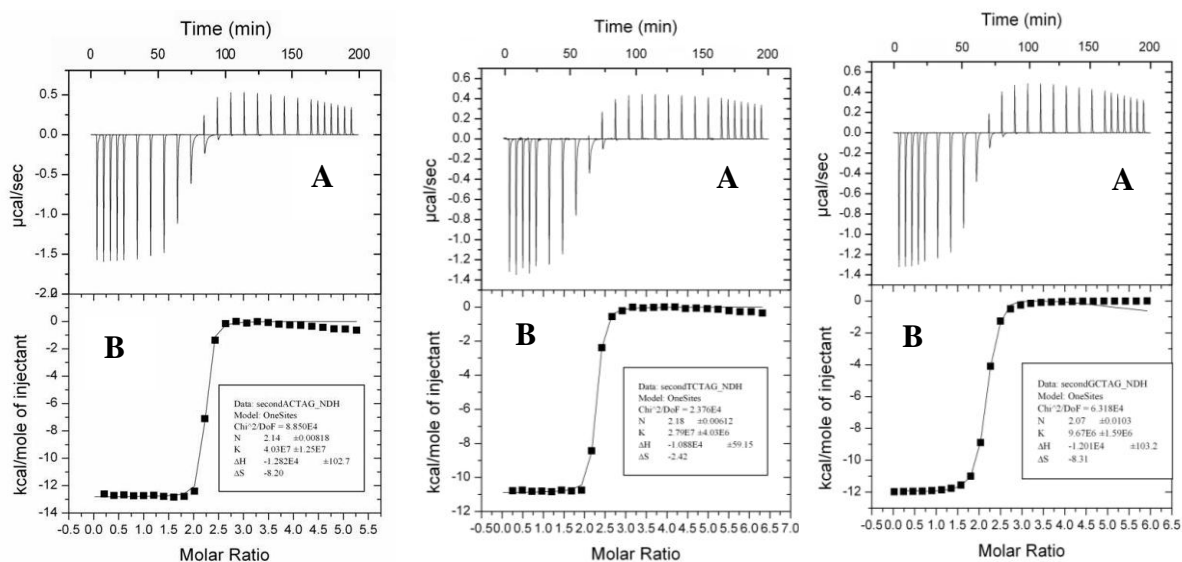 Time (min)
0 50 100 150 200
0.5
0.0
-0.5
-1.0
-1.5
-2.0
µcal/sec
A
0
-2
-4
-6
-8
-10
-12
-14
kcal/mole of injectant
B
Data: secondACTAG_NDH
Model: OneSites
Chi^2/DoF = 8.850E4
N 2.14 ±0.00818
K 4.03E7 ±1.25E7
ΔH -1.282E4 ±102.7
ΔS -8.20
-0.5 0.0 0.5 1.0 1.5 2.0 2.5 3.0 3.5 4.0 4.5 5.0 5.5
Molar Ratio
Time (min)
0 50 100 150 200
0.6
0.4
0.2
0.0
-0.2
-0.4
-0.6
-0.8
-1.0
-1.2
-1.4
µcal/sec
A
0
-2
-4
-6
-8
-10
-12
kcal/mole of injectant
B
Data: secondTCTAG_NDH
Model: OneSites
Chi^2/DoF = 2.376E4
N 2.18 ±0.00612
K 2.79E7 ±4.03E6
ΔH -1.088E4 ±59.15
ΔS -2.42
-0.50.0 0.5 1.0 1.5 2.0 2.5 3.0 3.5 4.0 4.5 5.0 5.5 6.0 6.5 7.0
Molar Ratio
Time (min)
0 50 100 150 200
0.6
0.4
0.2
0.0
-0.2
-0.4
-0.6
-0.8
-1.0
-1.2
-1.4
µcal/sec
A
0
-2
-4
-6
-8
-10
-12
kcal/mole of injectant
B
Data: secondGCTAG_NDH
Model: OneSites
Chi^2/DoF = 6.318E4
N 2.07 ±0.0103
K 9.67E6 ±1.59E6
ΔH -1.201E4 ±103.2
ΔS -8.31
-0.5 0.0 0.5 1.0 1.5 2.0 2.5 3.0 3.5 4.0 4.5 5.0 5.5 6.0 6.5
Molar Ratio